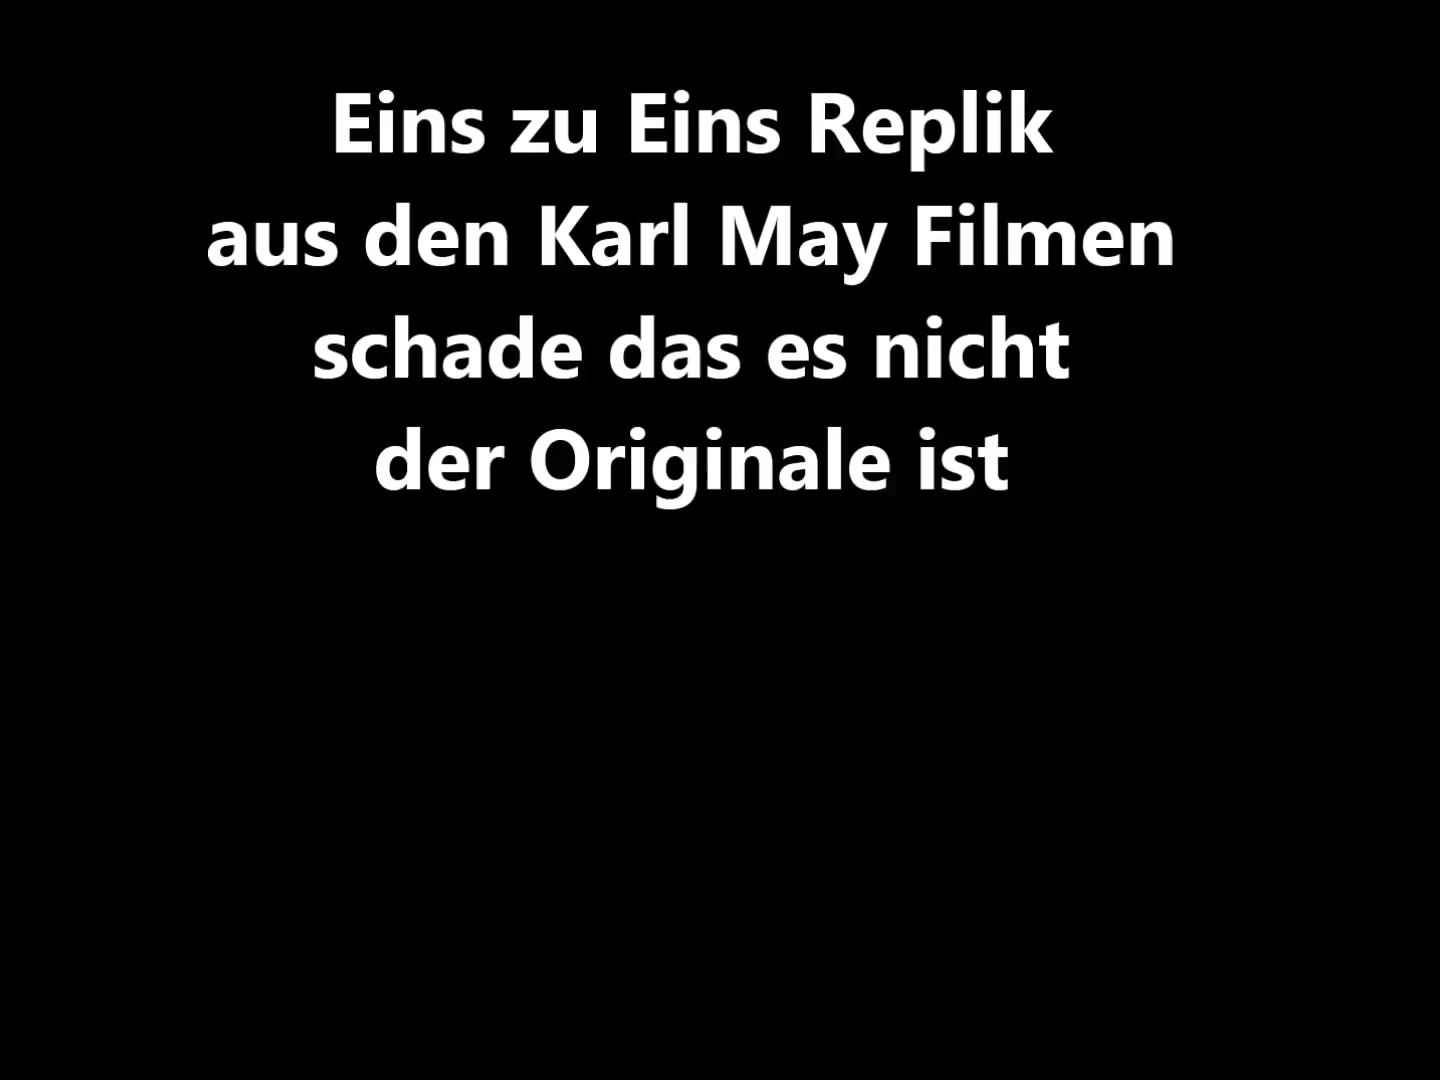 Eins zu Eins Replik
aus den Karl May Filmen
schade das es nicht
der Originale ist